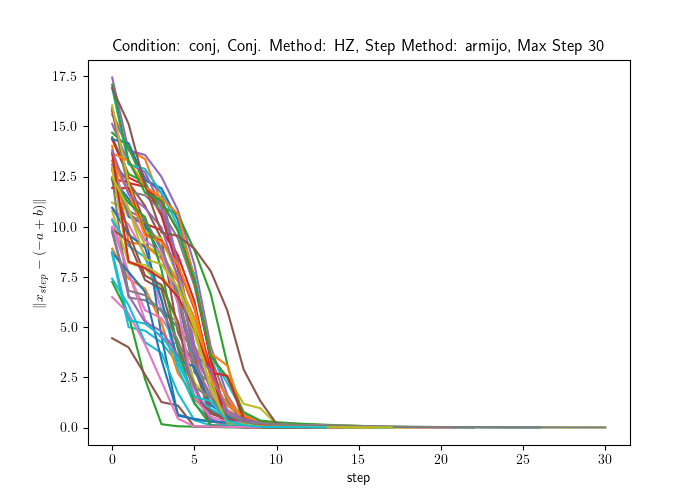 Condition: conj, Conj. Method: HZ, Step Method: armijo, Max Step 30
17.5
15.0
12.5
10.0
7.5
5.0
2.5
0.0
‖x_step − (−a + b)‖
0 5 10 15 20 25 30
step